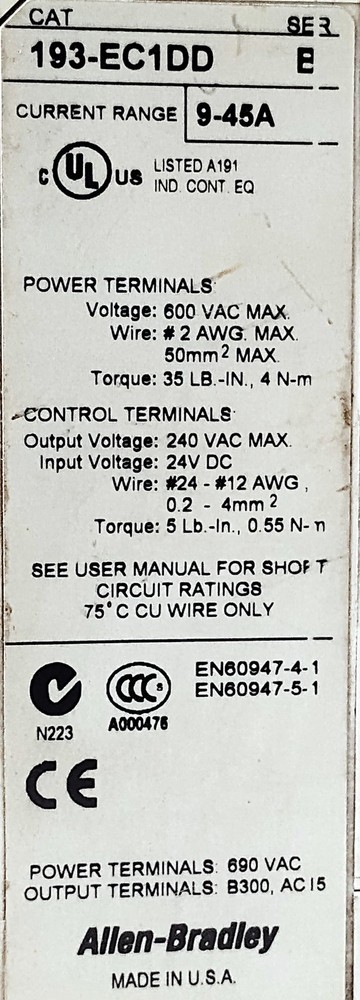 CAT SER
193-EC1DD B
CURRENT RANGE 9-45A
C UL US LISTED A191
IND. CONT. EQ
POWER TERMINALS:
Voltage: 600 VAC MAX.
Wire: # 2 AWG. MAX.
50mm² MAX.
Torque: 35 LB.-IN., 4 N-m
CONTROL TERMINALS:
Output Voltage: 240 VAC MAX.
Input Voltage: 24V DC
Wire: #24 - #12 AWG ,
0.2 - 4mm²
Torque: 5 Lb.-In., 0.55 N-m
SEE USER MANUAL FOR SHORT
CIRCUIT RATINGS
75°C CU WIRE ONLY
EN60947-4-1
CCC S EN60947-5-1
N223 A000476
CE
POWER TERMINALS: 690 VAC
OUTPUT TERMINALS: B300, AC15
Allen-Bradley
MADE IN U.S.A.